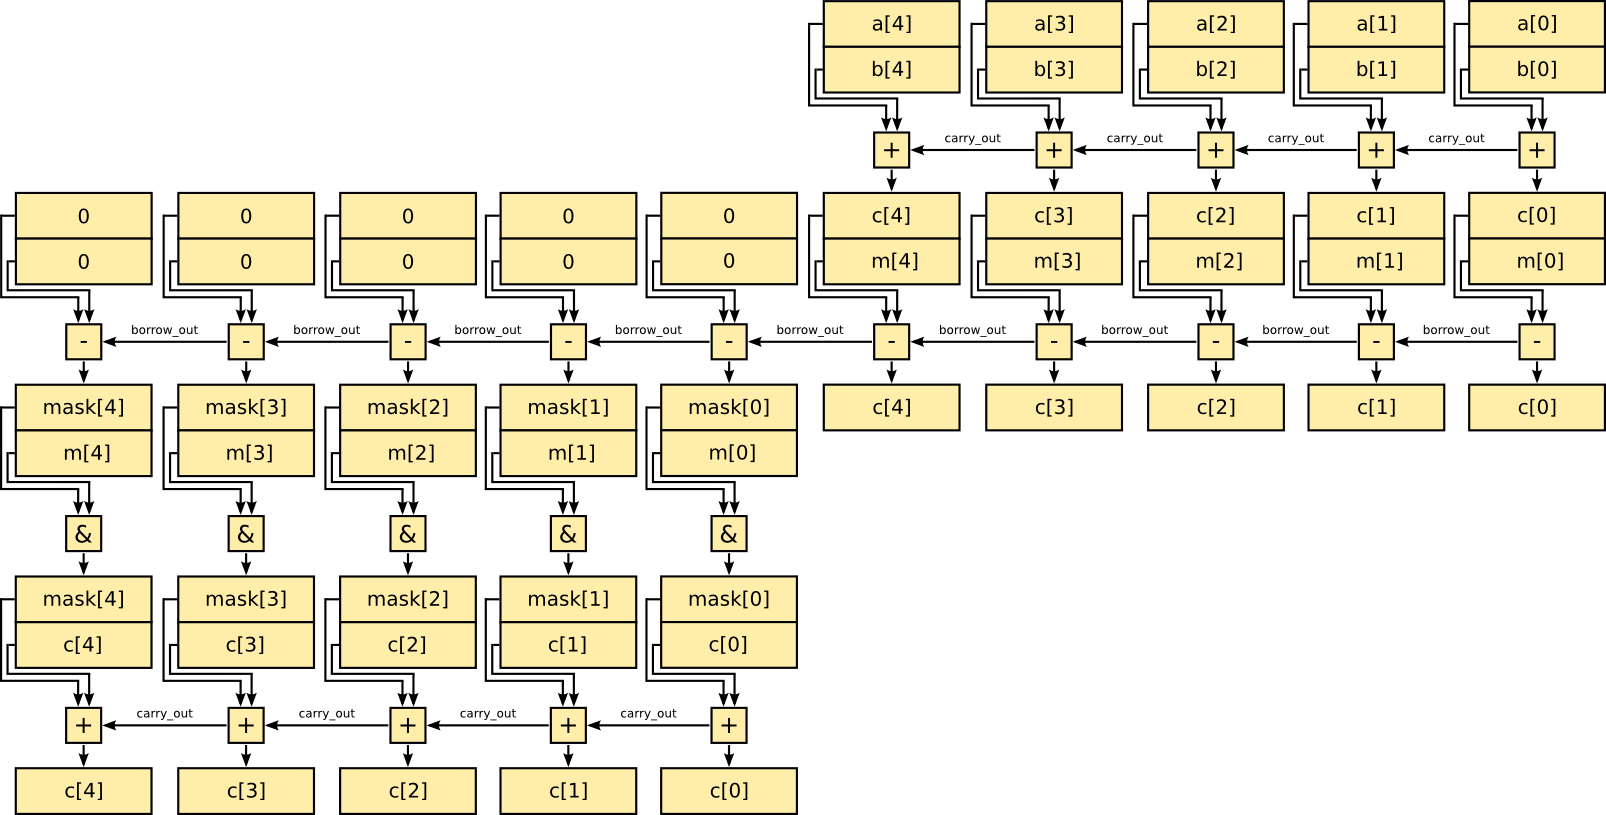 a[4] a[3] a[2] a[1] a[0]
b[4] b[3] b[2] b[1] b[0]
carry_out carry_out carry_out carry_out
+ + + + +
0 0 0 0 0 c[4] c[3] c[2] c[1] c[0]
0 0 0 0 0 m[4] m[3] m[2] m[1] m[0]
borrow_out borrow_out borrow_out borrow_out borrow_out borrow_out borrow_out borrow_out borrow_out
- - - - - - - - - -
mask[4] mask[3] mask[2] mask[1] mask[0] c[4] c[3] c[2] c[1] c[0]
m[4] m[3] m[2] m[1] m[0]
& & & & &
mask[4] mask[3] mask[2] mask[1] mask[0]
c[4] c[3] c[2] c[1] c[0]
carry_out carry_out carry_out carry_out
+ + + + +
c[4] c[3] c[2] c[1] c[0]